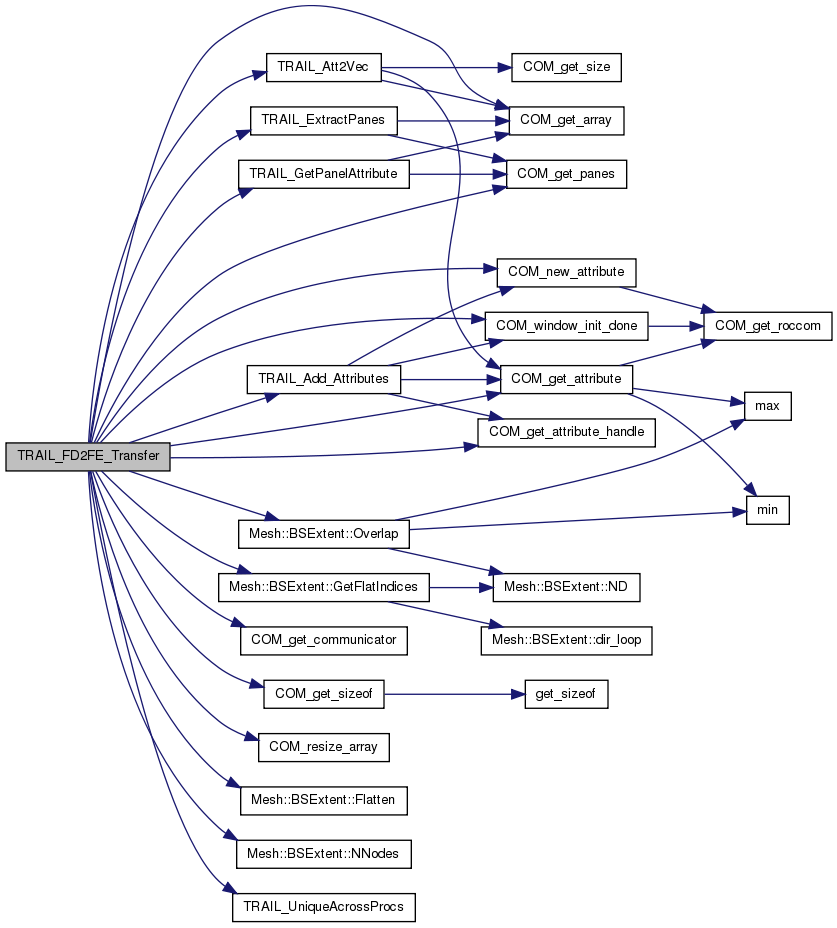 TRAIL_Att2Vec
COM_get_size
TRAIL_ExtractPanes
COM_get_array
TRAIL_GetPanelAttribute
COM_get_panes
COM_new_attribute
COM_window_init_done
COM_get_roccom
TRAIL_Add_Attributes
COM_get_attribute
max
COM_get_attribute_handle
TRAIL_FD2FE_Transfer
min
Mesh::BSExtent::Overlap
Mesh::BSExtent::GetFlatIndices
Mesh::BSExtent::ND
COM_get_communicator
Mesh::BSExtent::dir_loop
COM_get_sizeof
get_sizeof
COM_resize_array
Mesh::BSExtent::Flatten
Mesh::BSExtent::NNodes
TRAIL_UniqueAcrossProcs